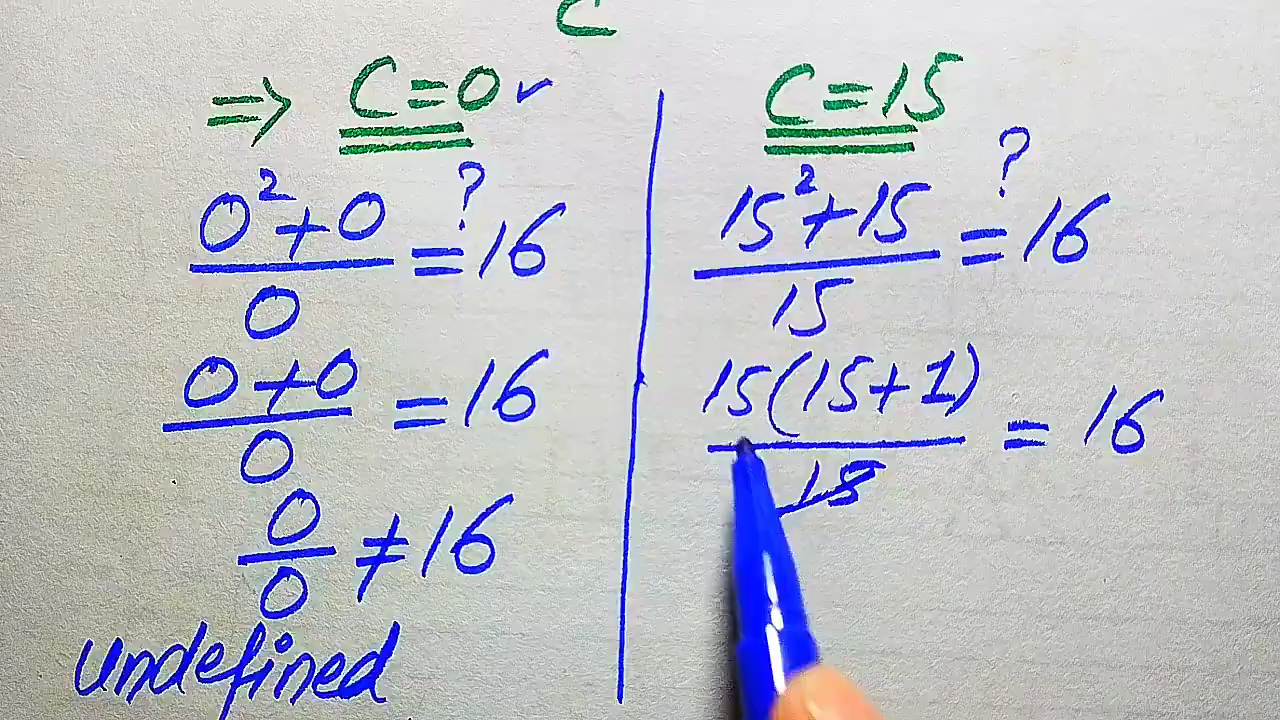 C
⇒ C=0 ✓
0²+0/0 =? 16
0+0/0 = 16
0/0 ≠ 16
undefined
C=15
15²+15/15 =? 16
15(15+1)/15 = 16